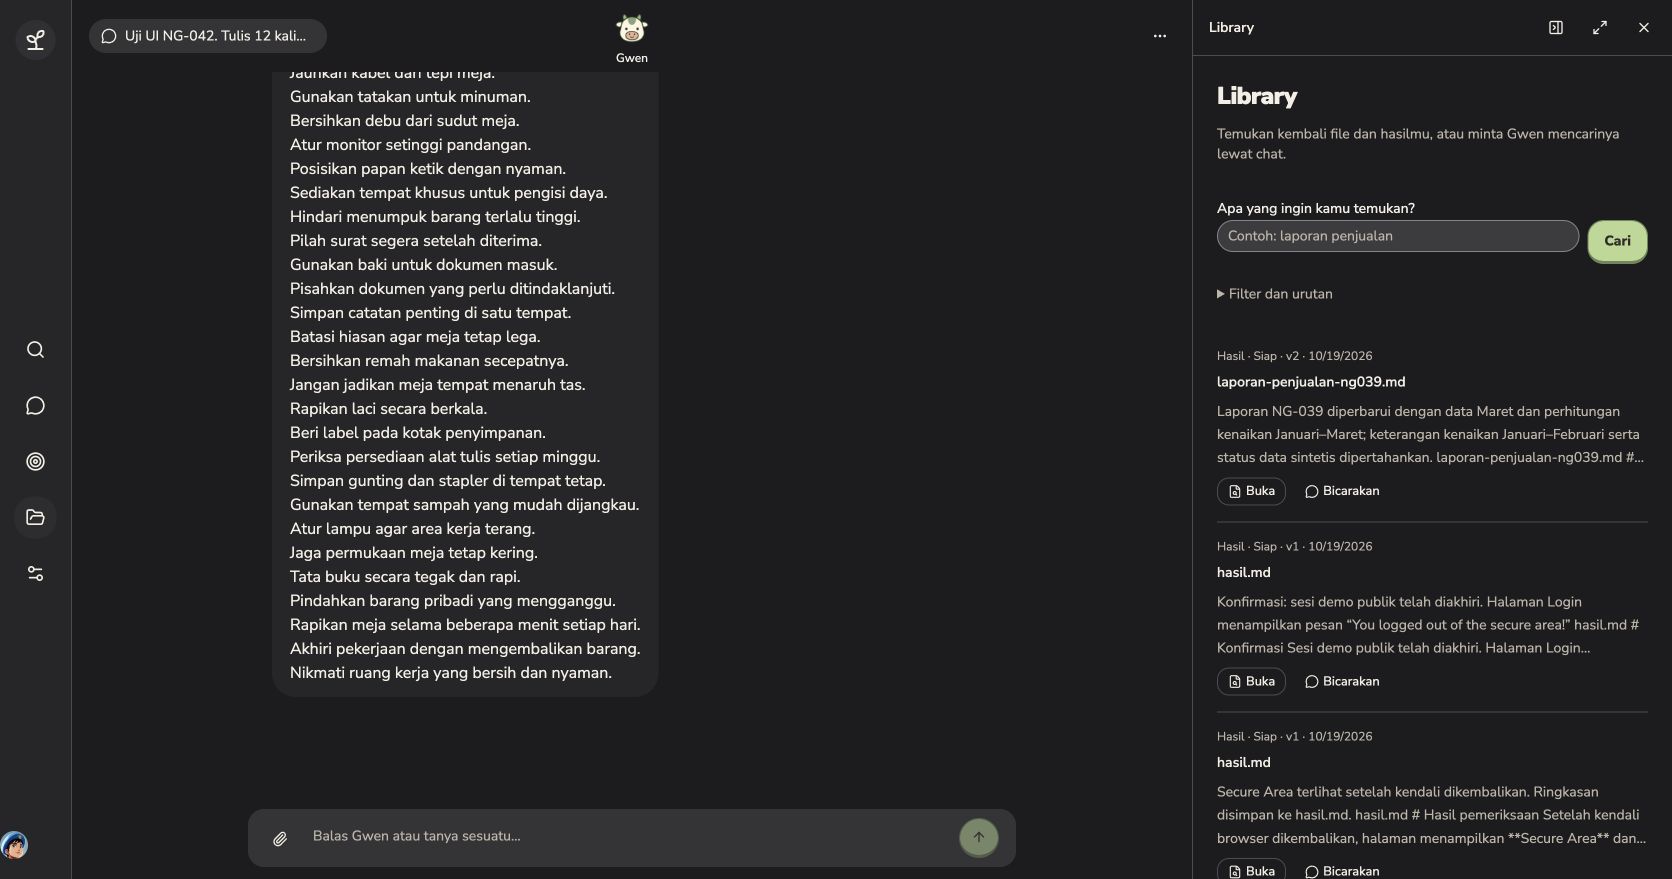 Uji UI NG-042. Tulis 12 kali...
Gwen
Jauhkan kabel dari tepi meja.
Gunakan tatakan untuk minuman.
Bersihkan debu dari sudut meja.
Atur monitor setinggi pandangan.
Posisikan papan ketik dengan nyaman.
Sediakan tempat khusus untuk pengisi daya.
Hindari menumpuk barang terlalu tinggi.
Pilah surat segera setelah diterima.
Gunakan baki untuk dokumen masuk.
Pisahkan dokumen yang perlu ditindaklanjuti.
Simpan catatan penting di satu tempat.
Batasi hiasan agar meja tetap lega.
Bersihkan remah makanan secepatnya.
Jangan jadikan meja tempat menaruh tas.
Rapikan laci secara berkala.
Beri label pada kotak penyimpanan.
Periksa persediaan alat tulis setiap minggu.
Simpan gunting dan stapler di tempat tetap.
Gunakan tempat sampah yang mudah dijangkau.
Atur lampu agar area kerja terang.
Jaga permukaan meja tetap kering.
Tata buku secara tegak dan rapi.
Pindahkan barang pribadi yang mengganggu.
Rapikan meja selama beberapa menit setiap hari.
Akhiri pekerjaan dengan mengembalikan barang.
Nikmati ruang kerja yang bersih dan nyaman.
Balas Gwen atau tanya sesuatu...
Library
Library
Temukan kembali file dan hasilmu, atau minta Gwen mencarinya
lewat chat.
Apa yang ingin kamu temukan?
Contoh: laporan penjualan
Cari
Filter dan urutan
Hasil · Siap · v2 · 10/19/2026
laporan-penjualan-ng039.md
Laporan NG-039 diperbarui dengan data Maret dan perhitungan
kenaikan Januari–Maret; keterangan kenaikan Januari–Februari serta
status data sintetis dipertahankan. laporan-penjualan-ng039.md #...
Buka Bicarakan
Hasil · Siap · v1 · 10/19/2026
hasil.md
Konfirmasi: sesi demo publik telah diakhiri. Halaman Login
menampilkan pesan “You logged out of the secure area!” hasil.md #
Konfirmasi Sesi demo publik telah diakhiri. Halaman Login...
Buka Bicarakan
Hasil · Siap · v1 · 10/19/2026
hasil.md
Secure Area terlihat setelah kendali dikembalikan. Ringkasan
disimpan ke hasil.md. hasil.md # Hasil pemeriksaan Setelah kendali
browser dikembalikan, halaman menampilkan **Secure Area** dan...
Buka Bicarakan